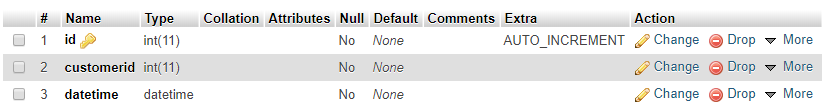 # Name Type Collation Attributes Null Default Comments Extra Action
1 id int(11) No None AUTO_INCREMENT Change Drop More
2 customerid int(11) No None Change Drop More
3 datetime datetime No None Change Drop More